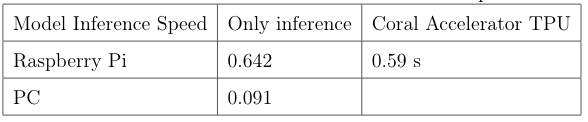 Model Inference Speed Only inference Coral Accelerator TPU
Raspberry Pi 0.642 0.59 s
PC 0.091